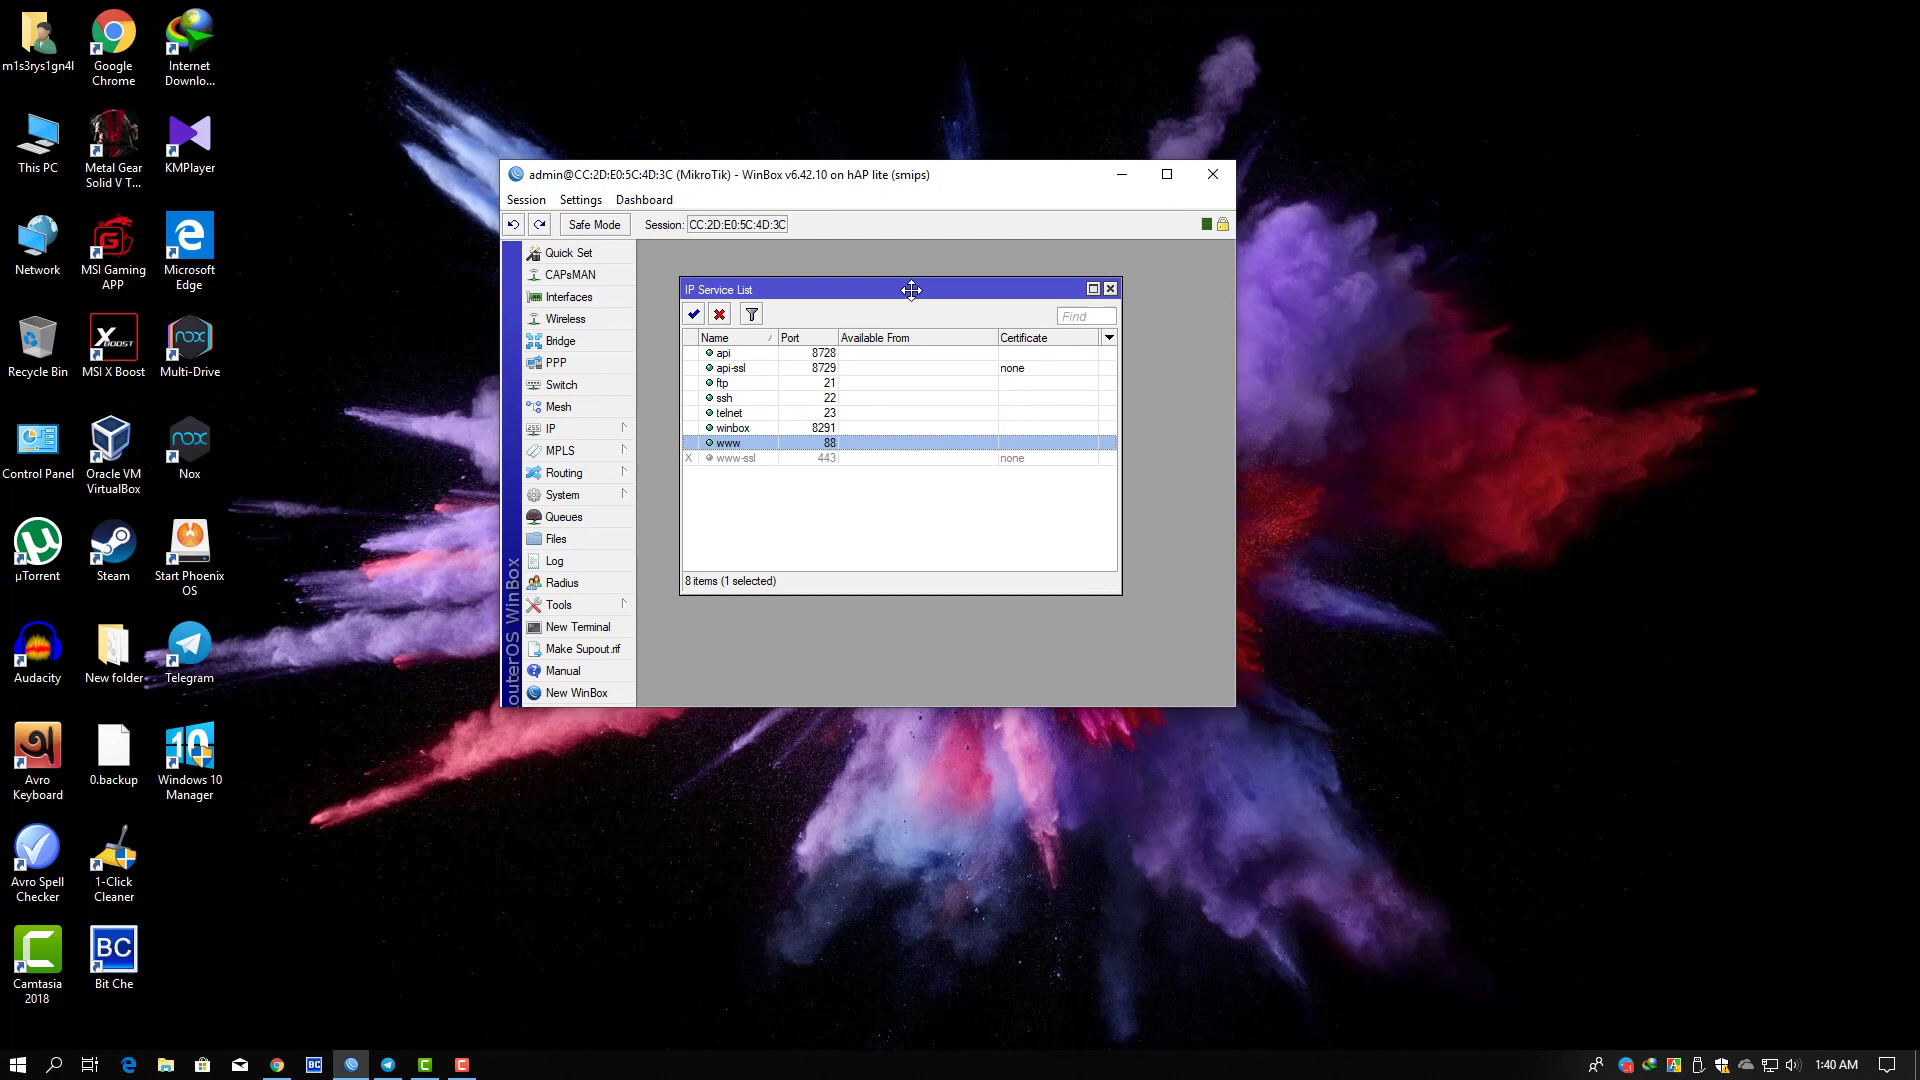 m1s3rys1gn4l
Google
Chrome
Internet
Downlo...
This PC
Metal Gear
Solid V T...
KMPlayer
Network
MSI Gaming
APP
Microsoft
Edge
Recycle Bin
MSI X Boost
Multi-Drive
Control Panel
Oracle VM
VirtualBox
Nox
µTorrent
Steam
Start Phoenix
OS
Audacity
New folder
Telegram
Avro
Keyboard
0.backup
Windows 10
Manager
Avro Spell
Checker
1-Click
Cleaner
Camtasia
2018
Bit Che
admin@CC:2D:E0:5C:4D:3C (MikroTik) - WinBox v6.42.10 on hAP lite (smips)
Session Settings Dashboard
Safe Mode Session: CC:2D:E0:5C:4D:3C
Quick Set
CAPsMAN
Interfaces
Wireless
Bridge
PPP
Switch
Mesh
IP
MPLS
Routing
System
Queues
Files
Log
Radius
Tools
New Terminal
Make Supout.rif
Manual
New WinBox
outerOS WinBox
IP Service List
Find
Name Port Available From Certificate
api 8728
api-ssl 8729 none
ftp 21
ssh 22
telnet 23
winbox 8291
www 88
X www-ssl 443 none
8 items (1 selected)
1:40 AM